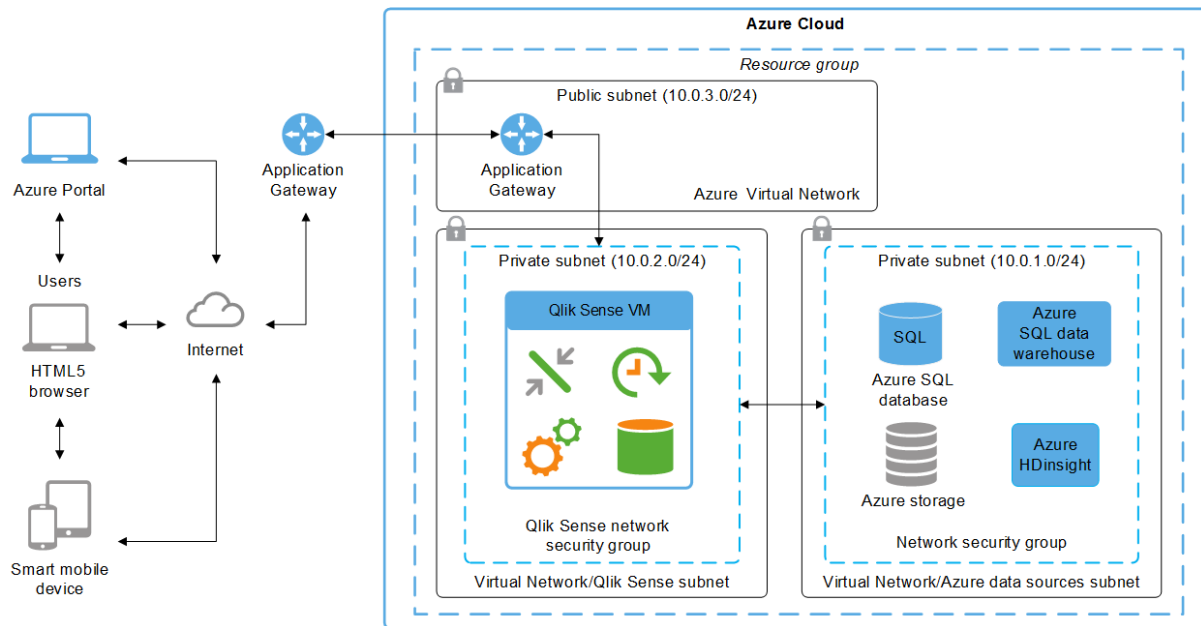 Azure Cloud
Resource group
Public subnet (10.0.3.0/24)
Application
Gateway
Application
Gateway
Azure Virtual Network
Azure Portal
Users
HTML5
browser
Internet
Smart mobile
device
Private subnet (10.0.2.0/24)
Qlik Sense VM
Qlik Sense network
security group
Virtual Network/Qlik Sense subnet
Private subnet (10.0.1.0/24)
SQL
Azure SQL
database
Azure
SQL data
warehouse
Azure storage
Azure
HDinsight
Network security group
Virtual Network/Azure data sources subnet